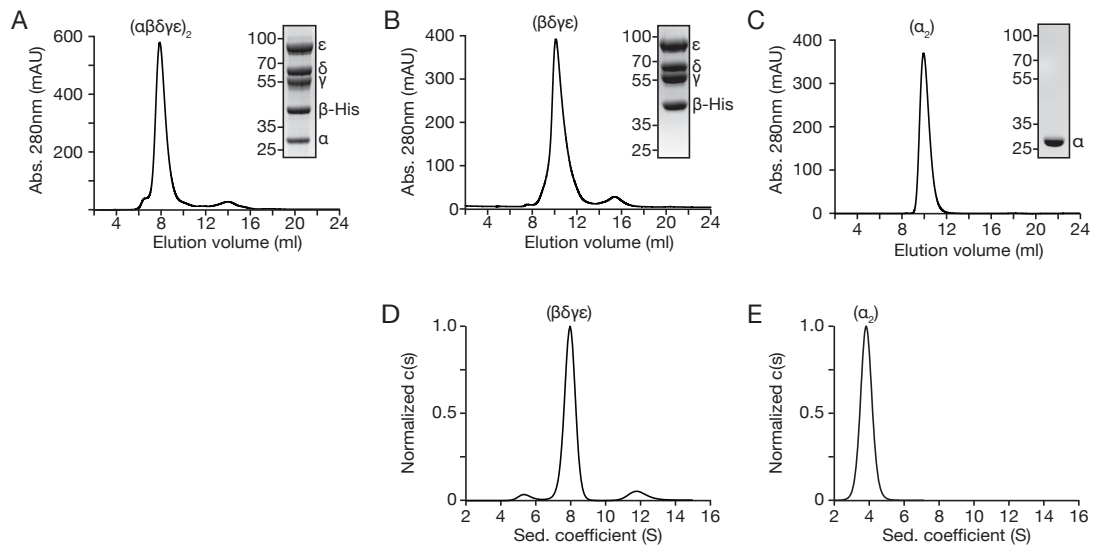 A
(αβδγε)₂
Abs. 280nm (mAU)
600
400
200
4 8 12 16 20 24
Elution volume (ml)
100
70
55
35
25
ε
δ
γ
β-His
α
B
(βδγε)
Abs. 280nm (mAU)
400
300
200
100
0
4 8 12 16 20 24
Elution volume (ml)
100
70
55
35
25
ε
δ
γ
β-His
C
(α₂)
Abs. 280nm (mAU)
400
300
200
100
0
4 8 12 16 20 24
Elution volume (ml)
100
70
55
35
25
α
D
(βδγε)
Normalized c(s)
1.0
0.5
0
2 4 6 8 10 12 14 16
Sed. coefficient (S)
E
(α₂)
Normalized c(s)
1.0
0.5
0
2 4 6 8 10 12 14 16
Sed. coefficient (S)